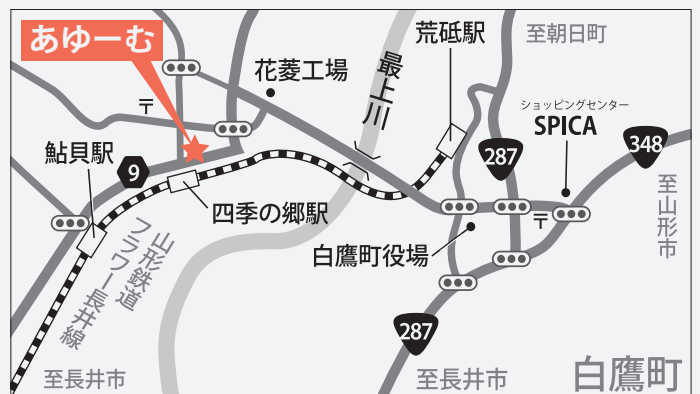 あゆーむ
荒砥駅
至朝日町
花菱工場
最上川
〒
ショッピングセンター
SPICA
348
287
鮎貝駅
9
四季の郷駅
〒
至山形市
白鷹町役場
山形鉄道
フラワー長井線
287
至長井市
至長井市
白鷹町